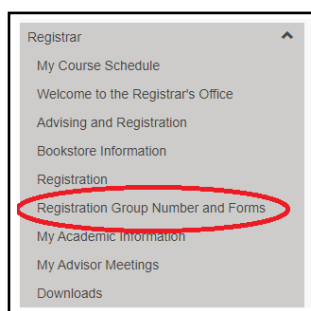 Registrar
My Course Schedule
Welcome to the Registrar's Office
Advising and Registration
Bookstore Information
Registration
Registration Group Number and Forms
My Academic Information
My Advisor Meetings
Downloads